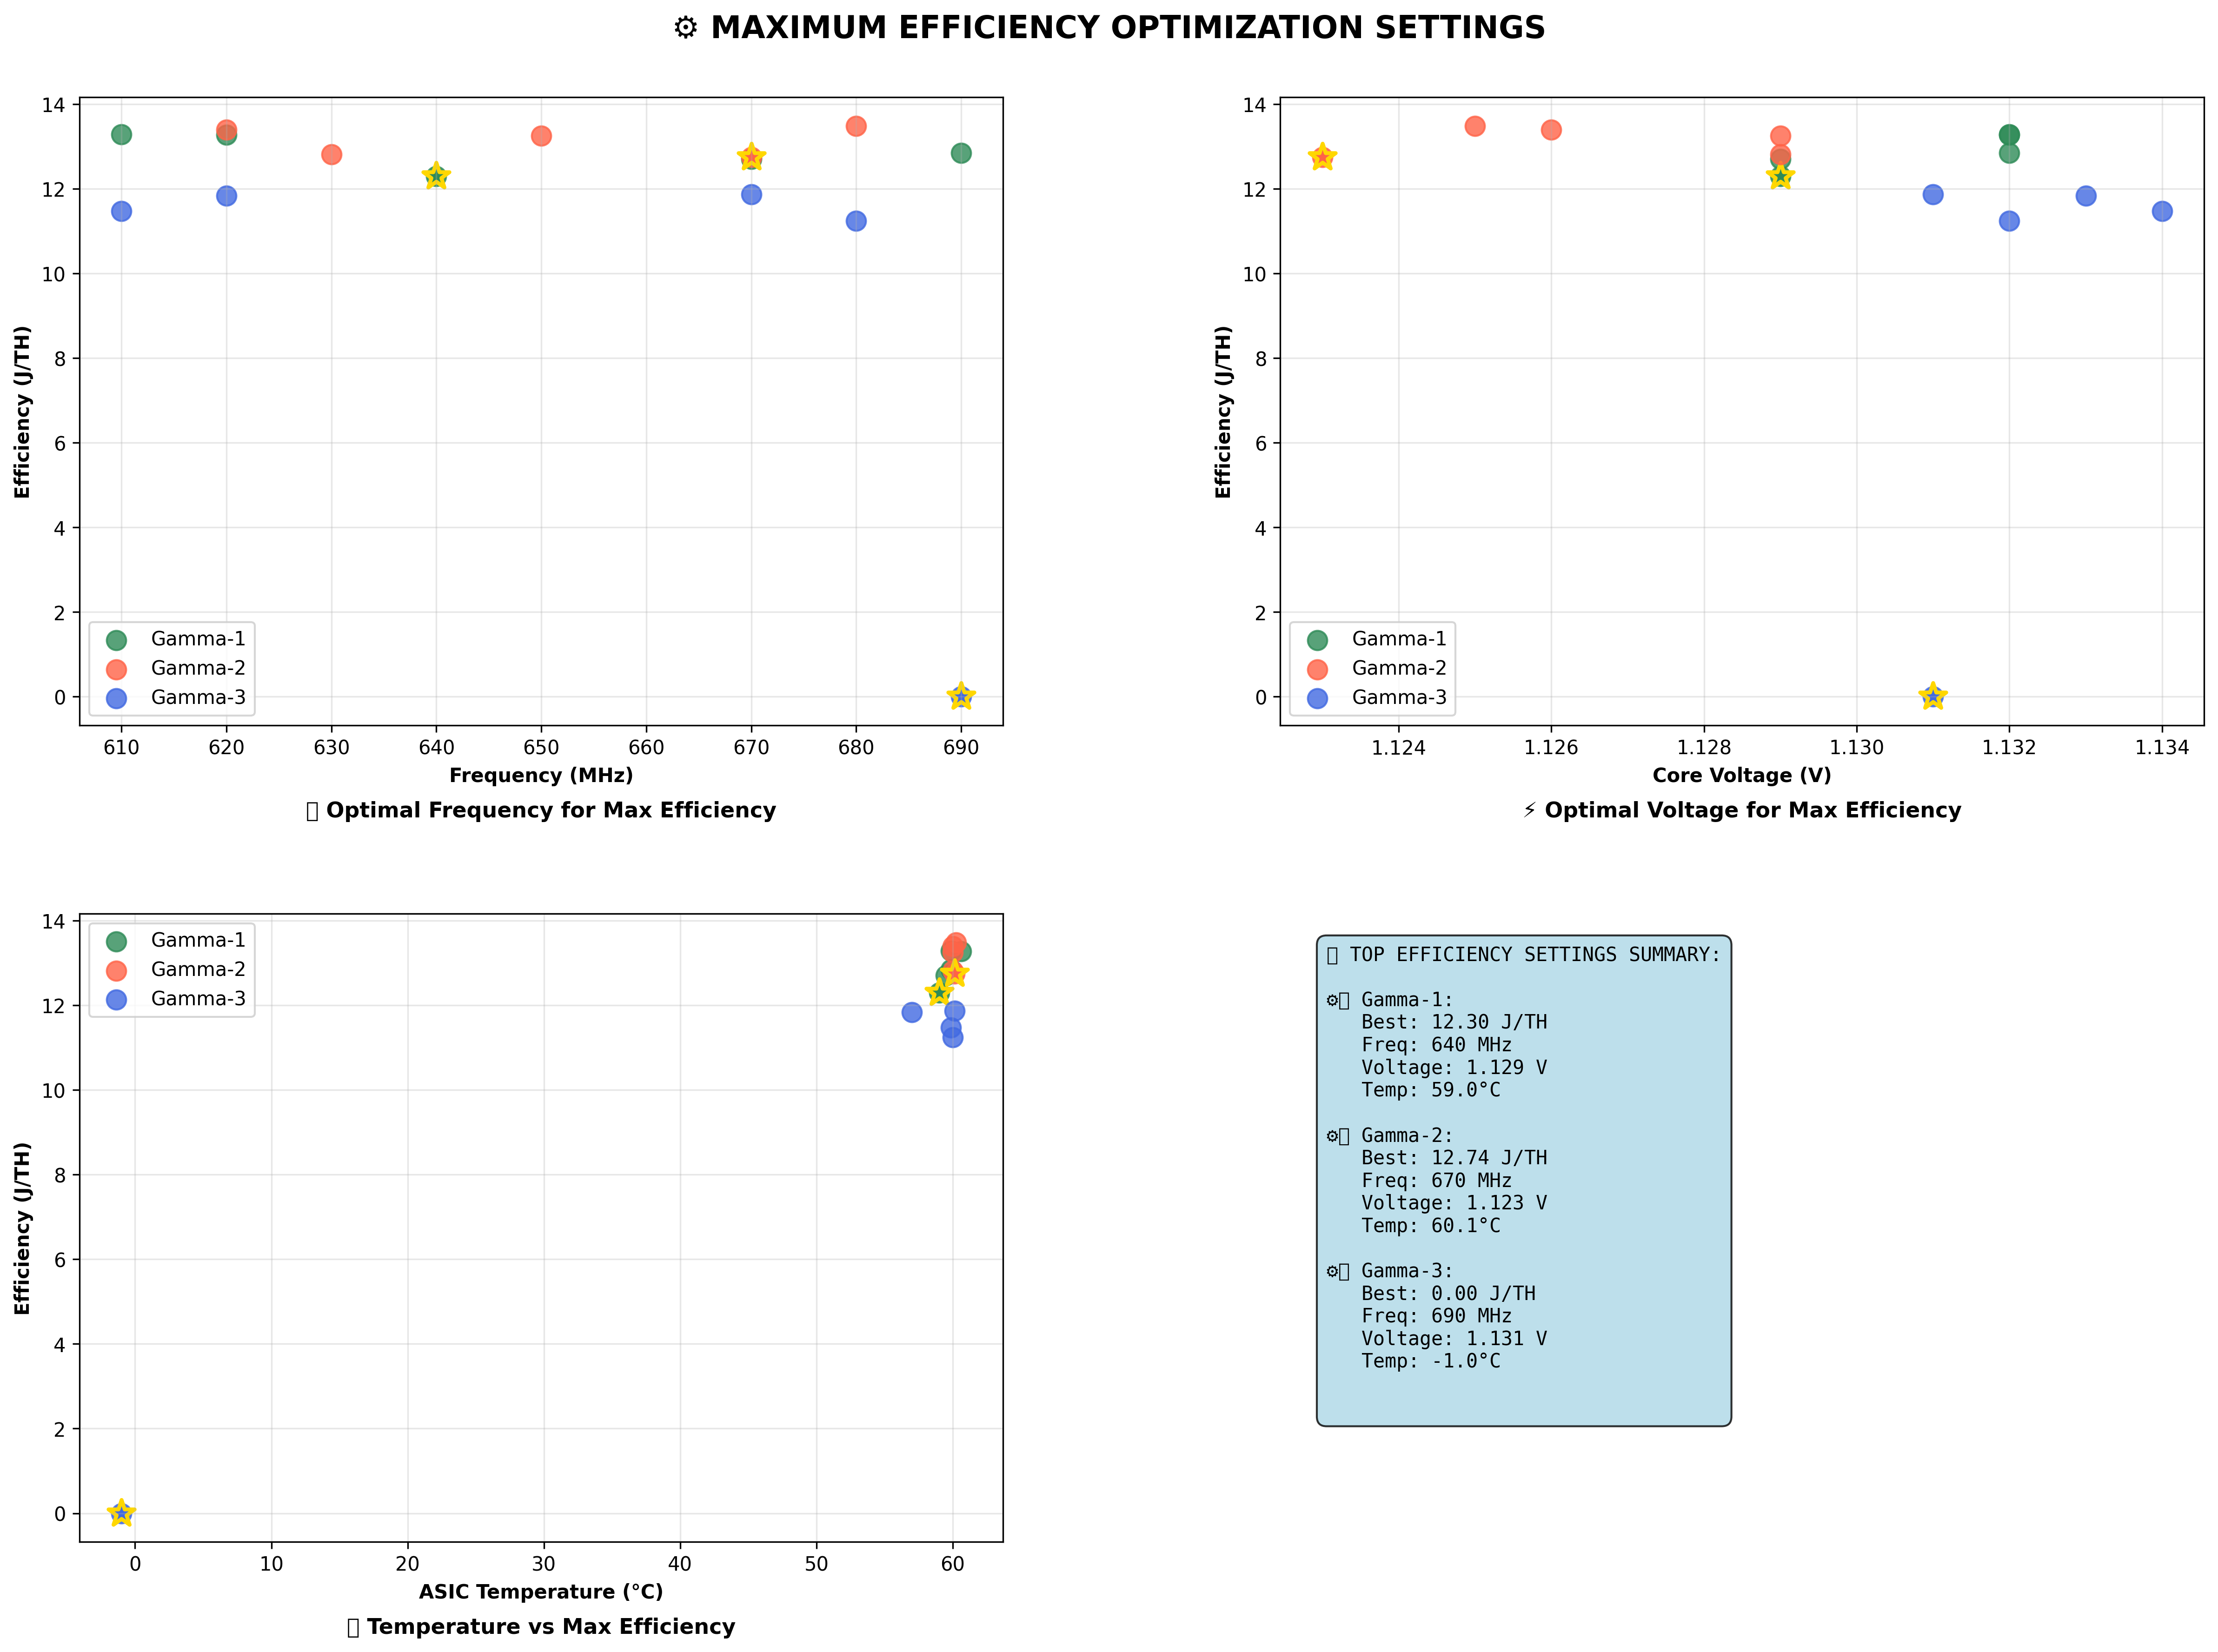 ⚙ MAXIMUM EFFICIENCY OPTIMIZATION SETTINGS
14
12
10
8
6
4
2
0
Efficiency (J/TH)
Gamma-1
Gamma-2
Gamma-3
610 620 630 640 650 660 670 680 690
Frequency (MHz)
Optimal Frequency for Max Efficiency
14
12
10
8
6
4
2
0
Efficiency (J/TH)
Gamma-1
Gamma-2
Gamma-3
1.124 1.126 1.128 1.130 1.132 1.134
Core Voltage (V)
⚡ Optimal Voltage for Max Efficiency
14
12
10
8
6
4
2
0
Efficiency (J/TH)
Gamma-1
Gamma-2
Gamma-3
0 10 20 30 40 50 60
ASIC Temperature (°C)
Temperature vs Max Efficiency
TOP EFFICIENCY SETTINGS SUMMARY:
⚙ Gamma-1:
Best: 12.30 J/TH
Freq: 640 MHz
Voltage: 1.129 V
Temp: 59.0°C
⚙ Gamma-2:
Best: 12.74 J/TH
Freq: 670 MHz
Voltage: 1.123 V
Temp: 60.1°C
⚙ Gamma-3:
Best: 0.00 J/TH
Freq: 690 MHz
Voltage: 1.131 V
Temp: -1.0°C